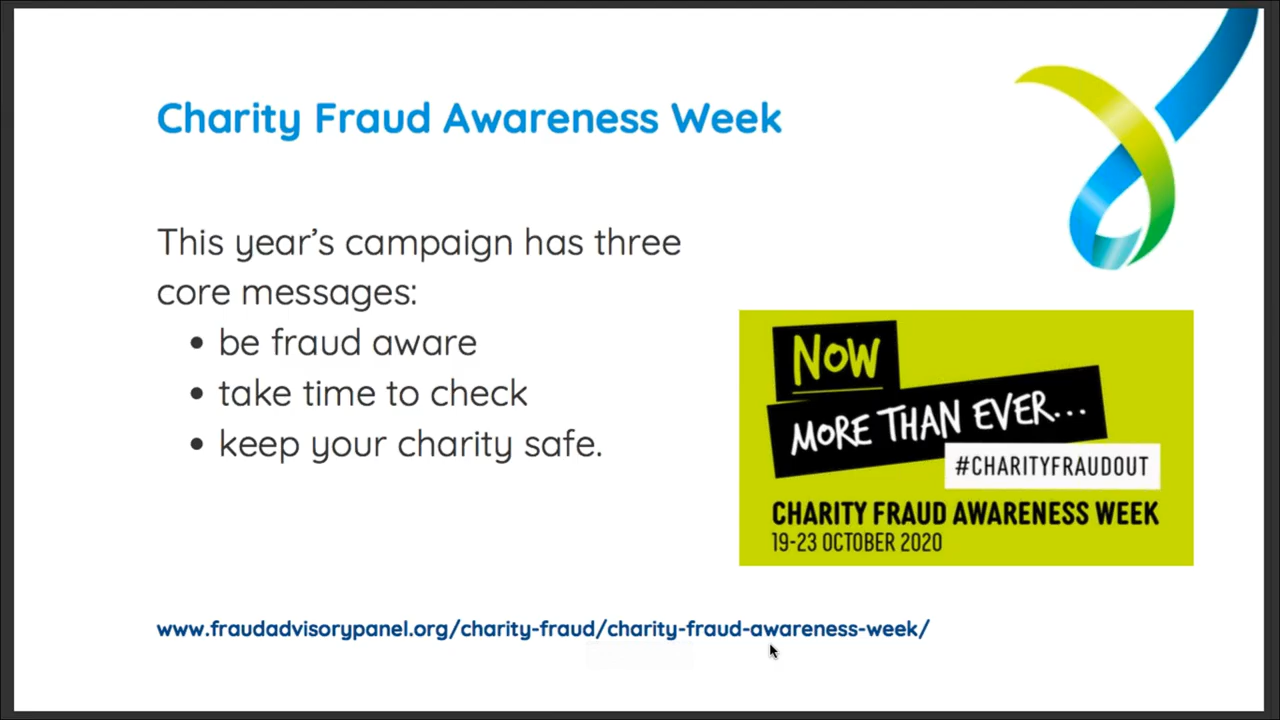 Charity Fraud Awareness Week
This year’s campaign has three
core messages:
• be fraud aware
• take time to check
• keep your charity safe.
NOW
MORE THAN EVER...
#CHARITYFRAUDOUT
CHARITY FRAUD AWARENESS WEEK
19-23 OCTOBER 2020
www.fraudadvisorypanel.org/charity-fraud/charity-fraud-awareness-week/